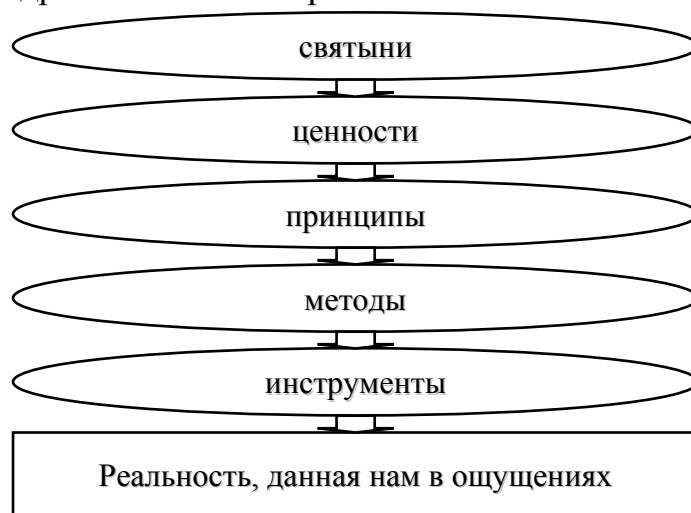 святыни
ценности
принципы
методы
инструменты
Реальность, данная нам в ощущениях